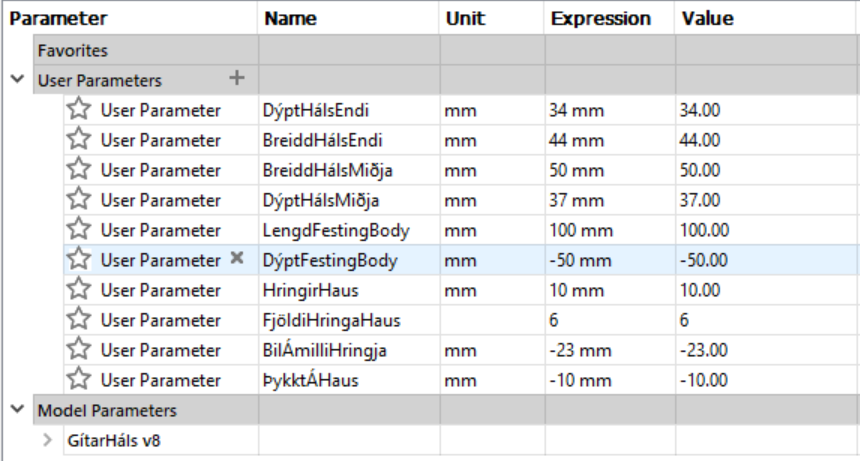 Parameter Name Unit Expression Value
Favorites
User Parameters +
User Parameter DýptHálsEndi mm 34 mm 34.00
User Parameter BreiddHálsEndi mm 44 mm 44.00
User Parameter BreiddHálsMiðja mm 50 mm 50.00
User Parameter DýptHálsMiðja mm 37 mm 37.00
User Parameter LengdFestingBody mm 100 mm 100.00
User Parameter DýptFestingBody mm -50 mm -50.00
User Parameter HringirHaus mm 10 mm 10.00
User Parameter FjöldiHringaHaus 6 6
User Parameter BilÁmilliHringja mm -23 mm -23.00
User Parameter ÞykktÁHaus mm -10 mm -10.00
Model Parameters
GítarHáls v8